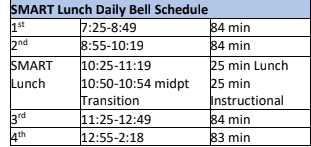 SMART Lunch Daily Bell Schedule
1st 7:25-8:49 84 min
2nd 8:55-10:19 84 min
SMART 10:25-11:19 25 min Lunch
Lunch 10:50-10:54 midpt 25 min
Transition Instructional
3rd 11:25-12:49 84 min
4th 12:55-2:18 83 min